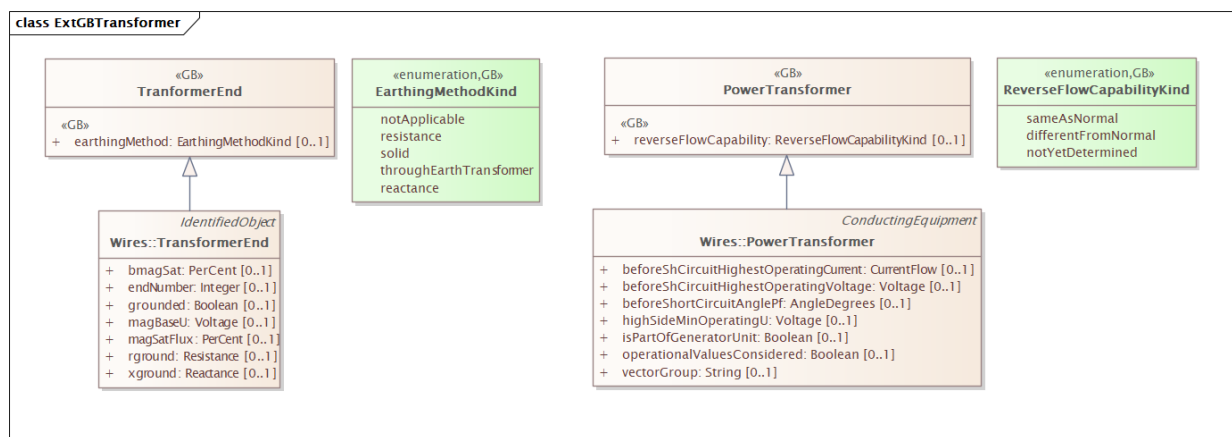 class ExtGBTransformer
«GB»
TranformerEnd
«GB»
+ earthingMethod: EarthingMethodKind [0..1]
«enumeration,GB»
EarthingMethodKind
notApplicable
resistance
solid
throughEarthTransformer
reactance
«GB»
PowerTransformer
«GB»
+ reverseFlowCapability: ReverseFlowCapabilityKind [0..1]
«enumeration,GB»
ReverseFlowCapabilityKind
sameAsNormal
differentFromNormal
notYetDetermined
IdentifiedObject
Wires::TransformerEnd
+ bmagSat: PerCent [0..1]
+ endNumber: Integer [0..1]
+ grounded: Boolean [0..1]
+ magBaseU: Voltage [0..1]
+ magSatFlux: PerCent [0..1]
+ rground: Resistance [0..1]
+ xground: Reactance [0..1]
ConductingEquipment
Wires::PowerTransformer
+ beforeShCircuitHighestOperatingCurrent: CurrentFlow [0..1]
+ beforeShCircuitHighestOperatingVoltage: Voltage [0..1]
+ beforeShortCircuitAnglePf: AngleDegrees [0..1]
+ highSideMinOperatingU: Voltage [0..1]
+ isPartOfGeneratorUnit: Boolean [0..1]
+ operationalValuesConsidered: Boolean [0..1]
+ vectorGroup: String [0..1]